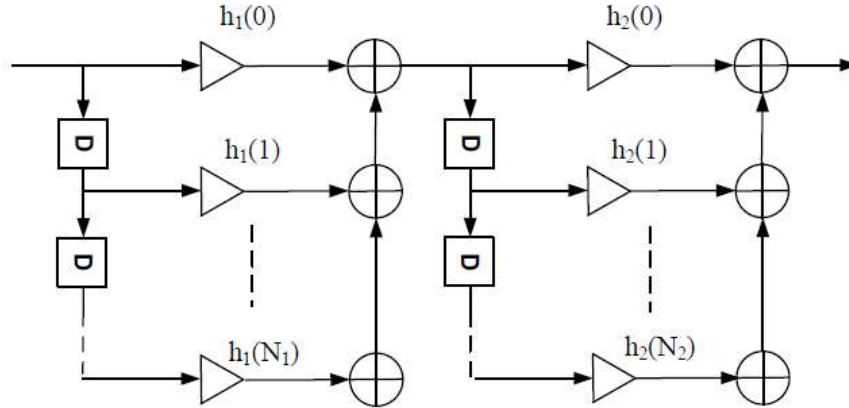 h₁(0) h₂(0)
D D
h₁(1) h₂(1)
D D
h₁(N₁) h₂(N₂)